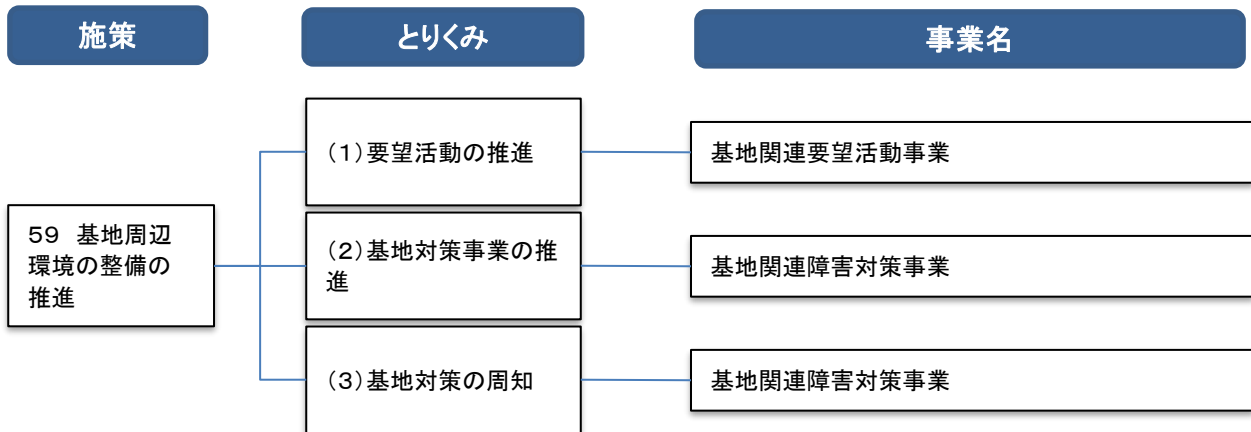 施策
とりくみ
事業名
(1)要望活動の推進
基地関連要望活動事業
59 基地周辺
環境の整備の
推進
(2)基地対策事業の推
進
基地関連障害対策事業
(3)基地対策の周知
基地関連障害対策事業